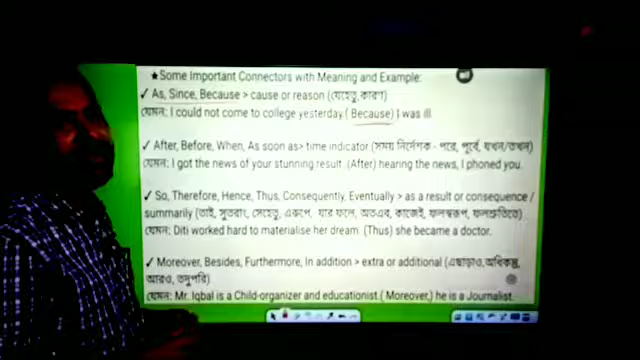 ★Some Important Connectors with Meaning and Example:
✓ As, Since, Because > cause or reason (যেহেতু,কারণ)
যেমন: I could not come to college yesterday.( Because) I was ill.
✓ After, Before, When, As soon as> time indicator (সময় নির্দেশক - পরে, পূর্বে, যখন/তখন)
যেমন: I got the news of your stunning result. (After) hearing the news, I phoned you.
✓ So, Therefore, Hence, Thus, Consequently, Eventually > as a result or consequence /
summarily (তাই, সুতরাং, সেহেতু, এরূপে, যার ফলে, অতএব, কাজেই, ফলস্বরূপ, ফলশ্রুতিতে)
যেমন: Diti worked hard to materialise her dream. (Thus) she became a doctor.
✓ Moreover, Besides, Furthermore, In addition > extra or additional (এছাড়াও,অধিকন্তু,
আরও, তদুপরি)
যেমন: Mr. Iqbal is a Child-organizer and educationist.( Moreover,) he is a Journalist.